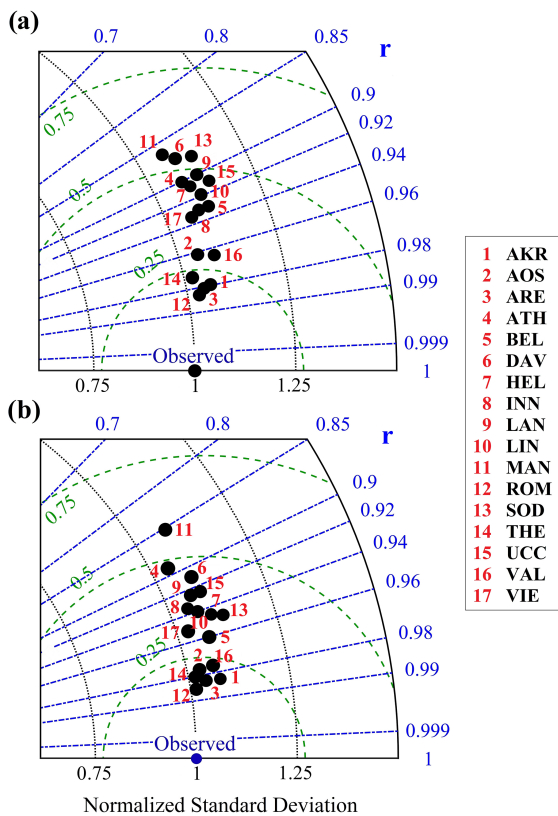 (a)
0.7
0.8
0.85
r
0.9
0.92
0.94
0.96
0.98
0.99
0.999
1
0.75
0.5
0.25
11
6
13
9
4
15
7
10
5
17
8
2
16
14
1
12
3
Observed
0.75
1
1.25
(b)
0.7
0.8
0.85
r
0.9
0.92
0.94
0.96
0.98
0.99
0.999
1
0.75
0.5
0.25
11
4
6
9
15
7
8
13
10
17
5
2
16
14
1
12
3
Observed
0.75
1
1.25
Normalized Standard Deviation
1 AKR
2 AOS
3 ARE
4 ATH
5 BEL
6 DAV
7 HEL
8 INN
9 LAN
10 LIN
11 MAN
12 ROM
13 SOD
14 THE
15 UCC
16 VAL
17 VIE